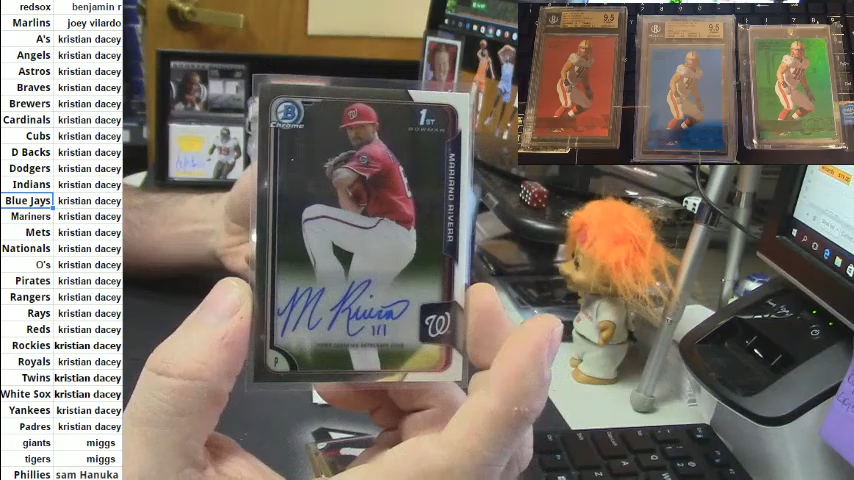 redsox benjamin r
Marlins joey vilardo
A's kristian dacey
Angels kristian dacey
Astros kristian dacey
Braves kristian dacey
Brewers kristian dacey
Cardinals kristian dacey
Cubs kristian dacey
D Backs kristian dacey
Dodgers kristian dacey
Indians kristian dacey
Blue Jays kristian dacey
Mariners kristian dacey
Mets kristian dacey
Nationals kristian dacey
O's kristian dacey
Pirates kristian dacey
Rangers kristian dacey
Rays kristian dacey
Reds kristian dacey
Rockies kristian dacey
Royals kristian dacey
Twins kristian dacey
White Sox kristian dacey
Yankees kristian dacey
Padres kristian dacey
giants miggs
tigers miggs
Phillies sam Hanuka
B
Chrome
1ST
BOWMAN
MARIANO RIVERA
M Rivera
1/1
W
P
9.5
9.5